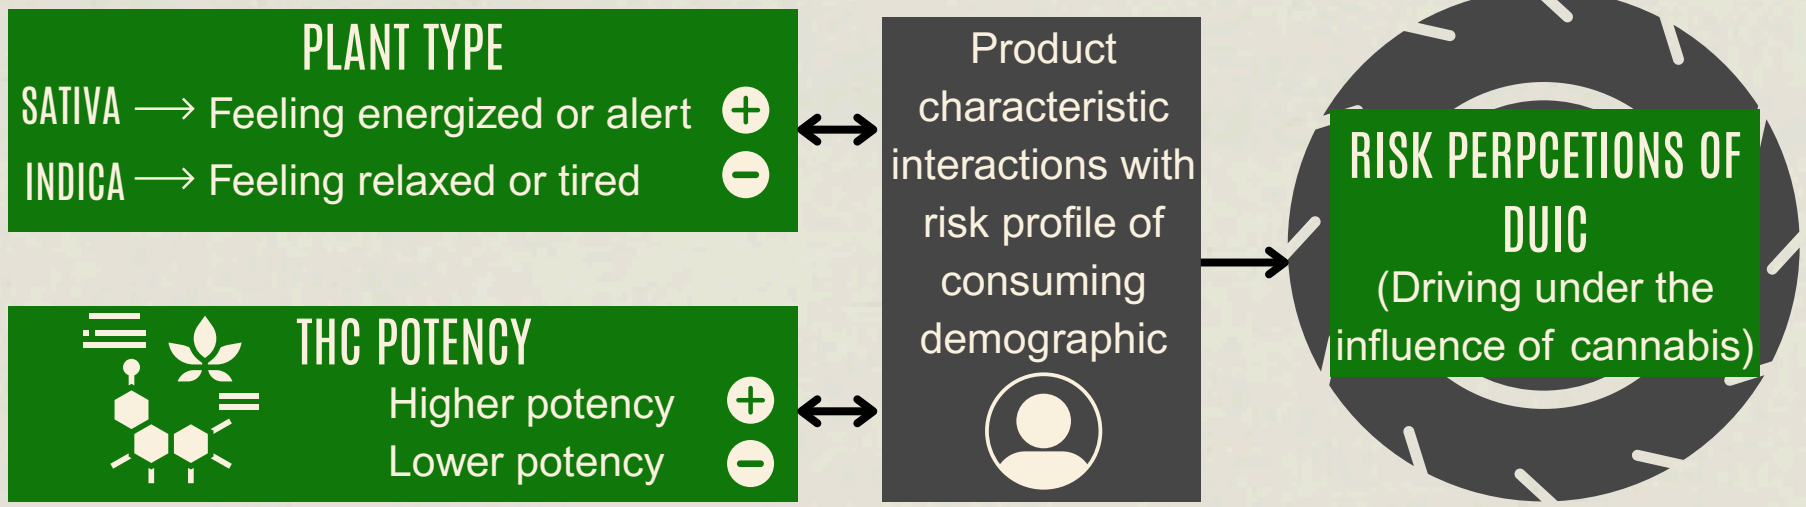 PLANT TYPE
SATIVA → Feeling energized or alert +
INDICA → Feeling relaxed or tired -
THC POTENCY
Higher potency +
Lower potency -
Product
characteristic
interactions with
risk profile of
consuming
demographic
RISK PERPCETIONS OF
DUIC
(Driving under the
influence of cannabis)